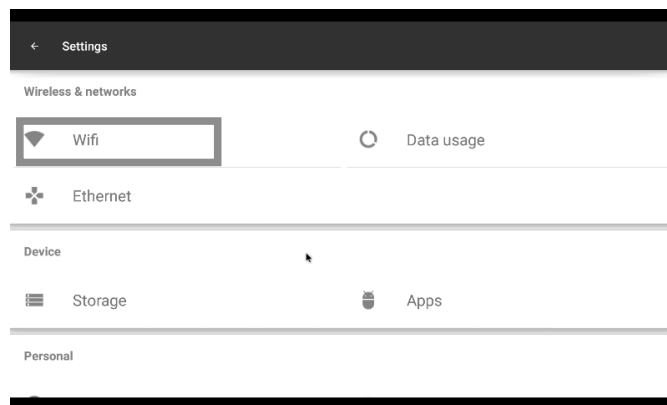 Settings
Wireless & networks
Wifi
Data usage
Ethernet
Device
Storage
Apps
Personal